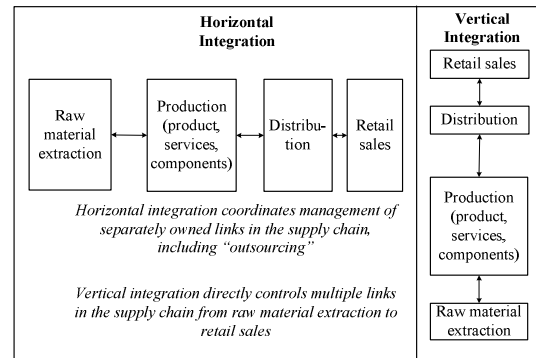 Horizontal
Integration
Raw
material
extraction
Production
(product,
services,
components)
Distribu-
tion
Retail
sales
Horizontal integration coordinates management of
separately owned links in the supply chain,
including “outsourcing”
Vertical integration directly controls multiple links
in the supply chain from raw material extraction to
retail sales
Vertical
Integration
Retail sales
Distribution
Production
(product,
services,
components)
Raw material
extraction